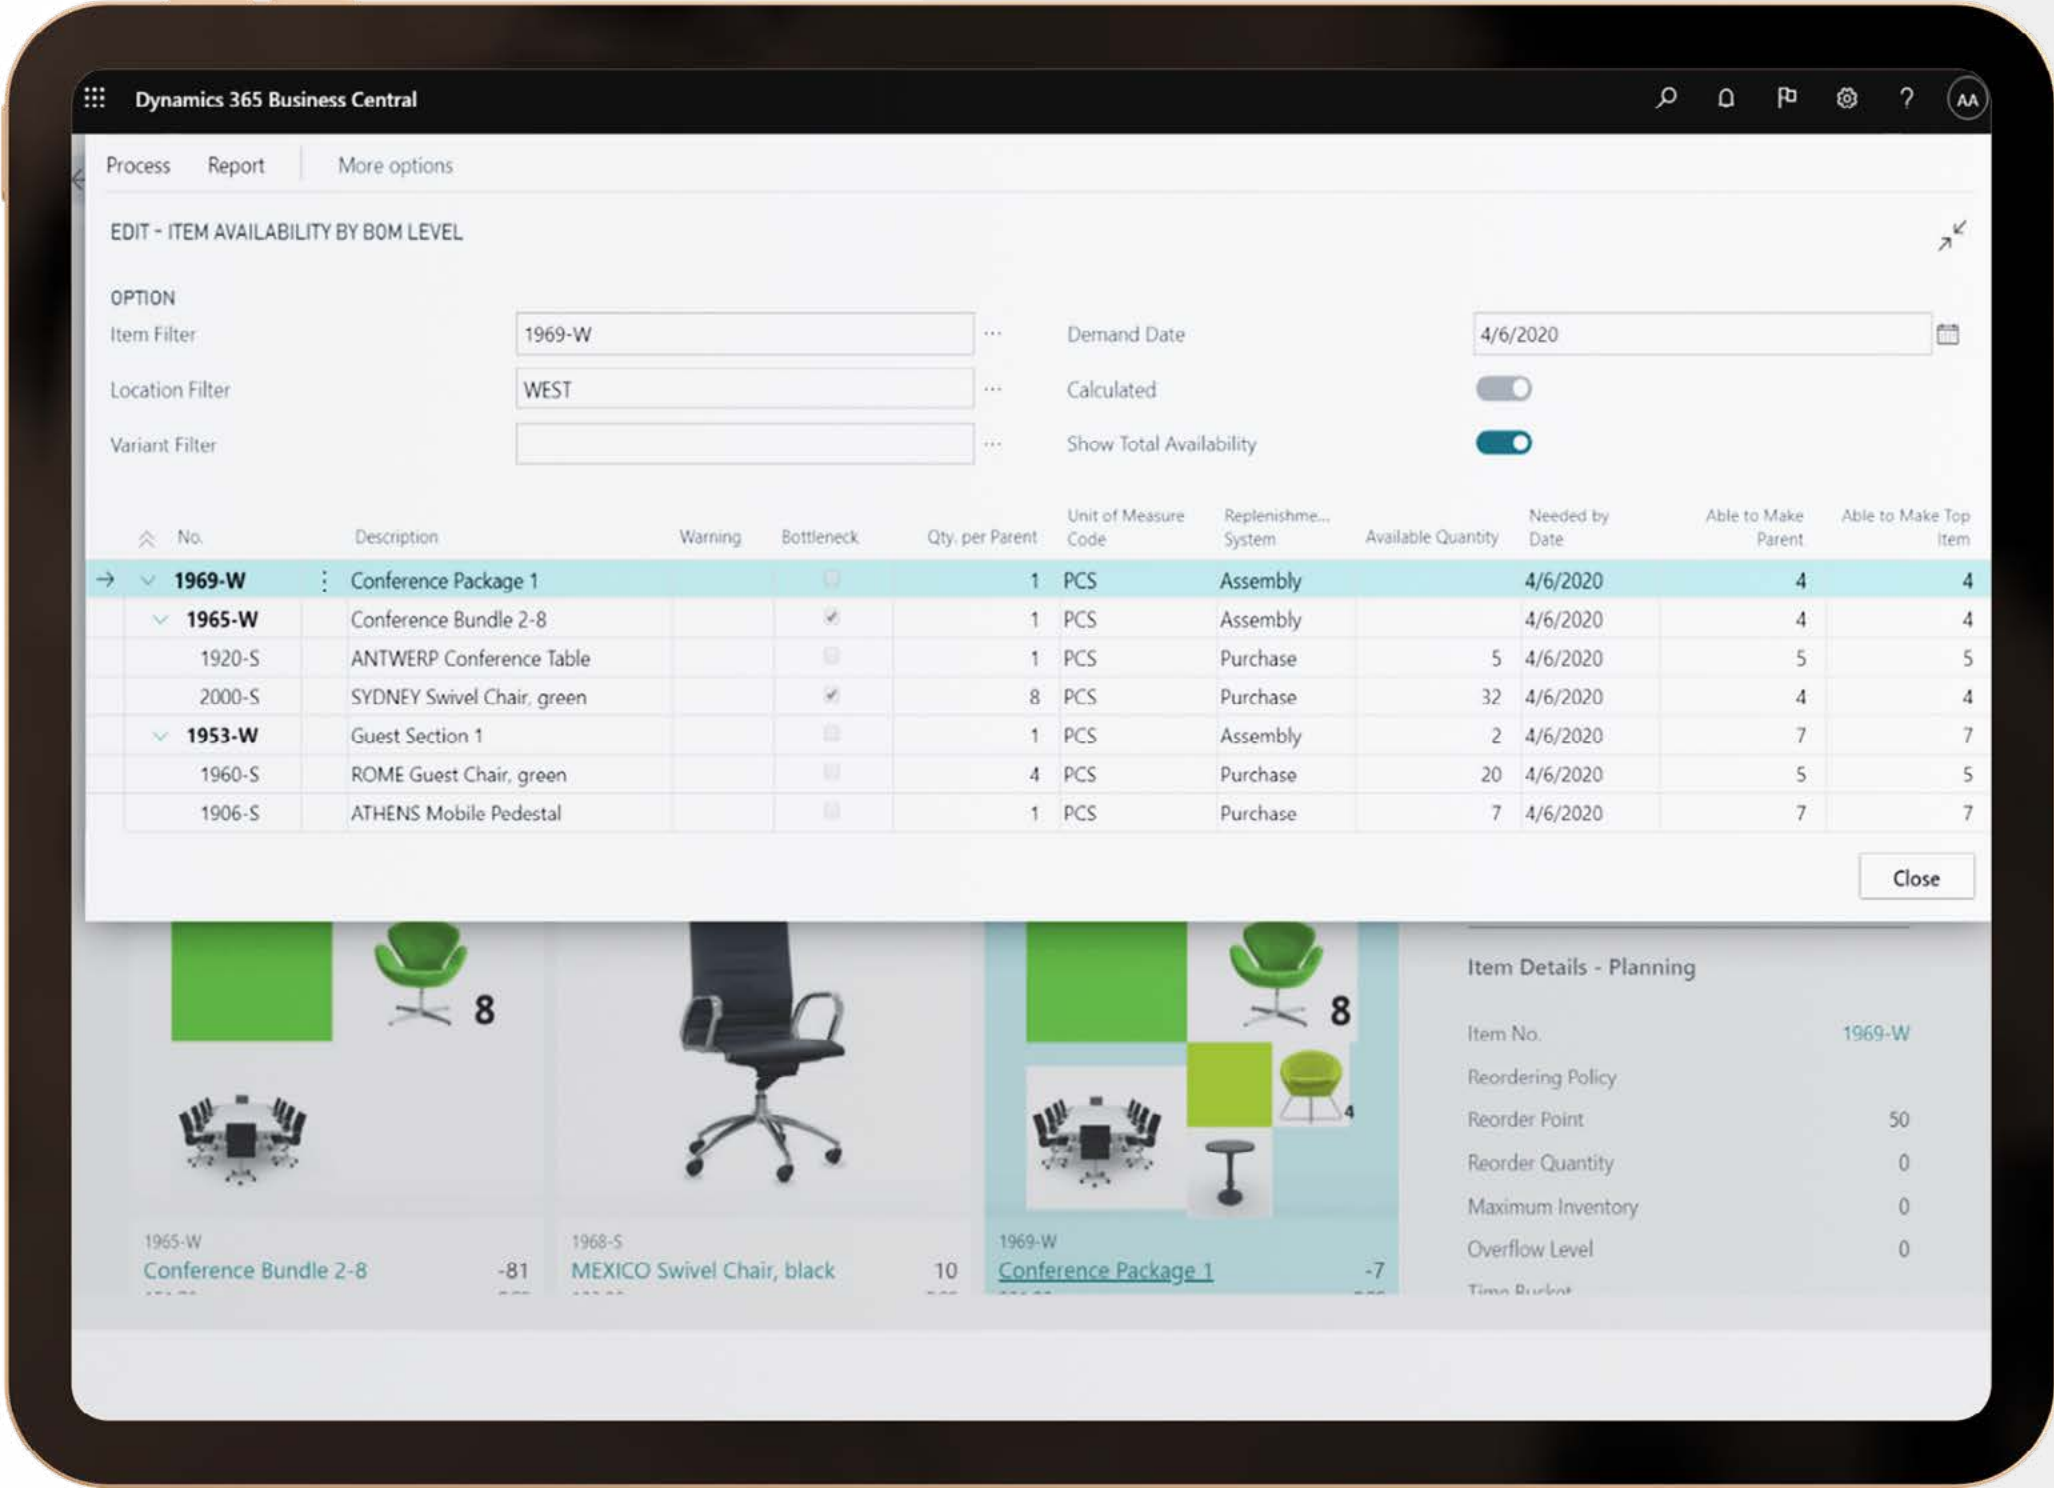 Dynamics 365 Business Central
? AA
Process Report More options
EDIT - ITEM AVAILABILITY BY BOM LEVEL
OPTION
Item Filter 1969-W ... Demand Date 4/6/2020
Location Filter WEST ... Calculated
Variant Filter ... Show Total Availability
No. Description Warning Bottleneck Qty. per Parent Unit of Measure Code Replenishme... System Available Quantity Needed by Date Able to Make Parent Able to Make Top Item
1969-W Conference Package 1 1 PCS Assembly 4/6/2020 4 4
1965-W Conference Bundle 2-8 1 PCS Assembly 4/6/2020 4 4
1920-S ANTWERP Conference Table 1 PCS Purchase 5 4/6/2020 5 5
2000-S SYDNEY Swivel Chair, green 8 PCS Purchase 32 4/6/2020 4 4
1953-W Guest Section 1 1 PCS Assembly 2 4/6/2020 7 7
1960-S ROME Guest Chair, green 4 PCS Purchase 20 4/6/2020 5 5
1906-S ATHENS Mobile Pedestal 1 PCS Purchase 7 4/6/2020 7 7
Close
8
8
4
1965-W
Conference Bundle 2-8 -81
1968-S
MEXICO Swivel Chair, black 10
1969-W
Conference Package 1 -7
Item Details - Planning
Item No. 1969-W
Reordering Policy
Reorder Point 50
Reorder Quantity 0
Maximum Inventory 0
Overflow Level 0
Time Bucket